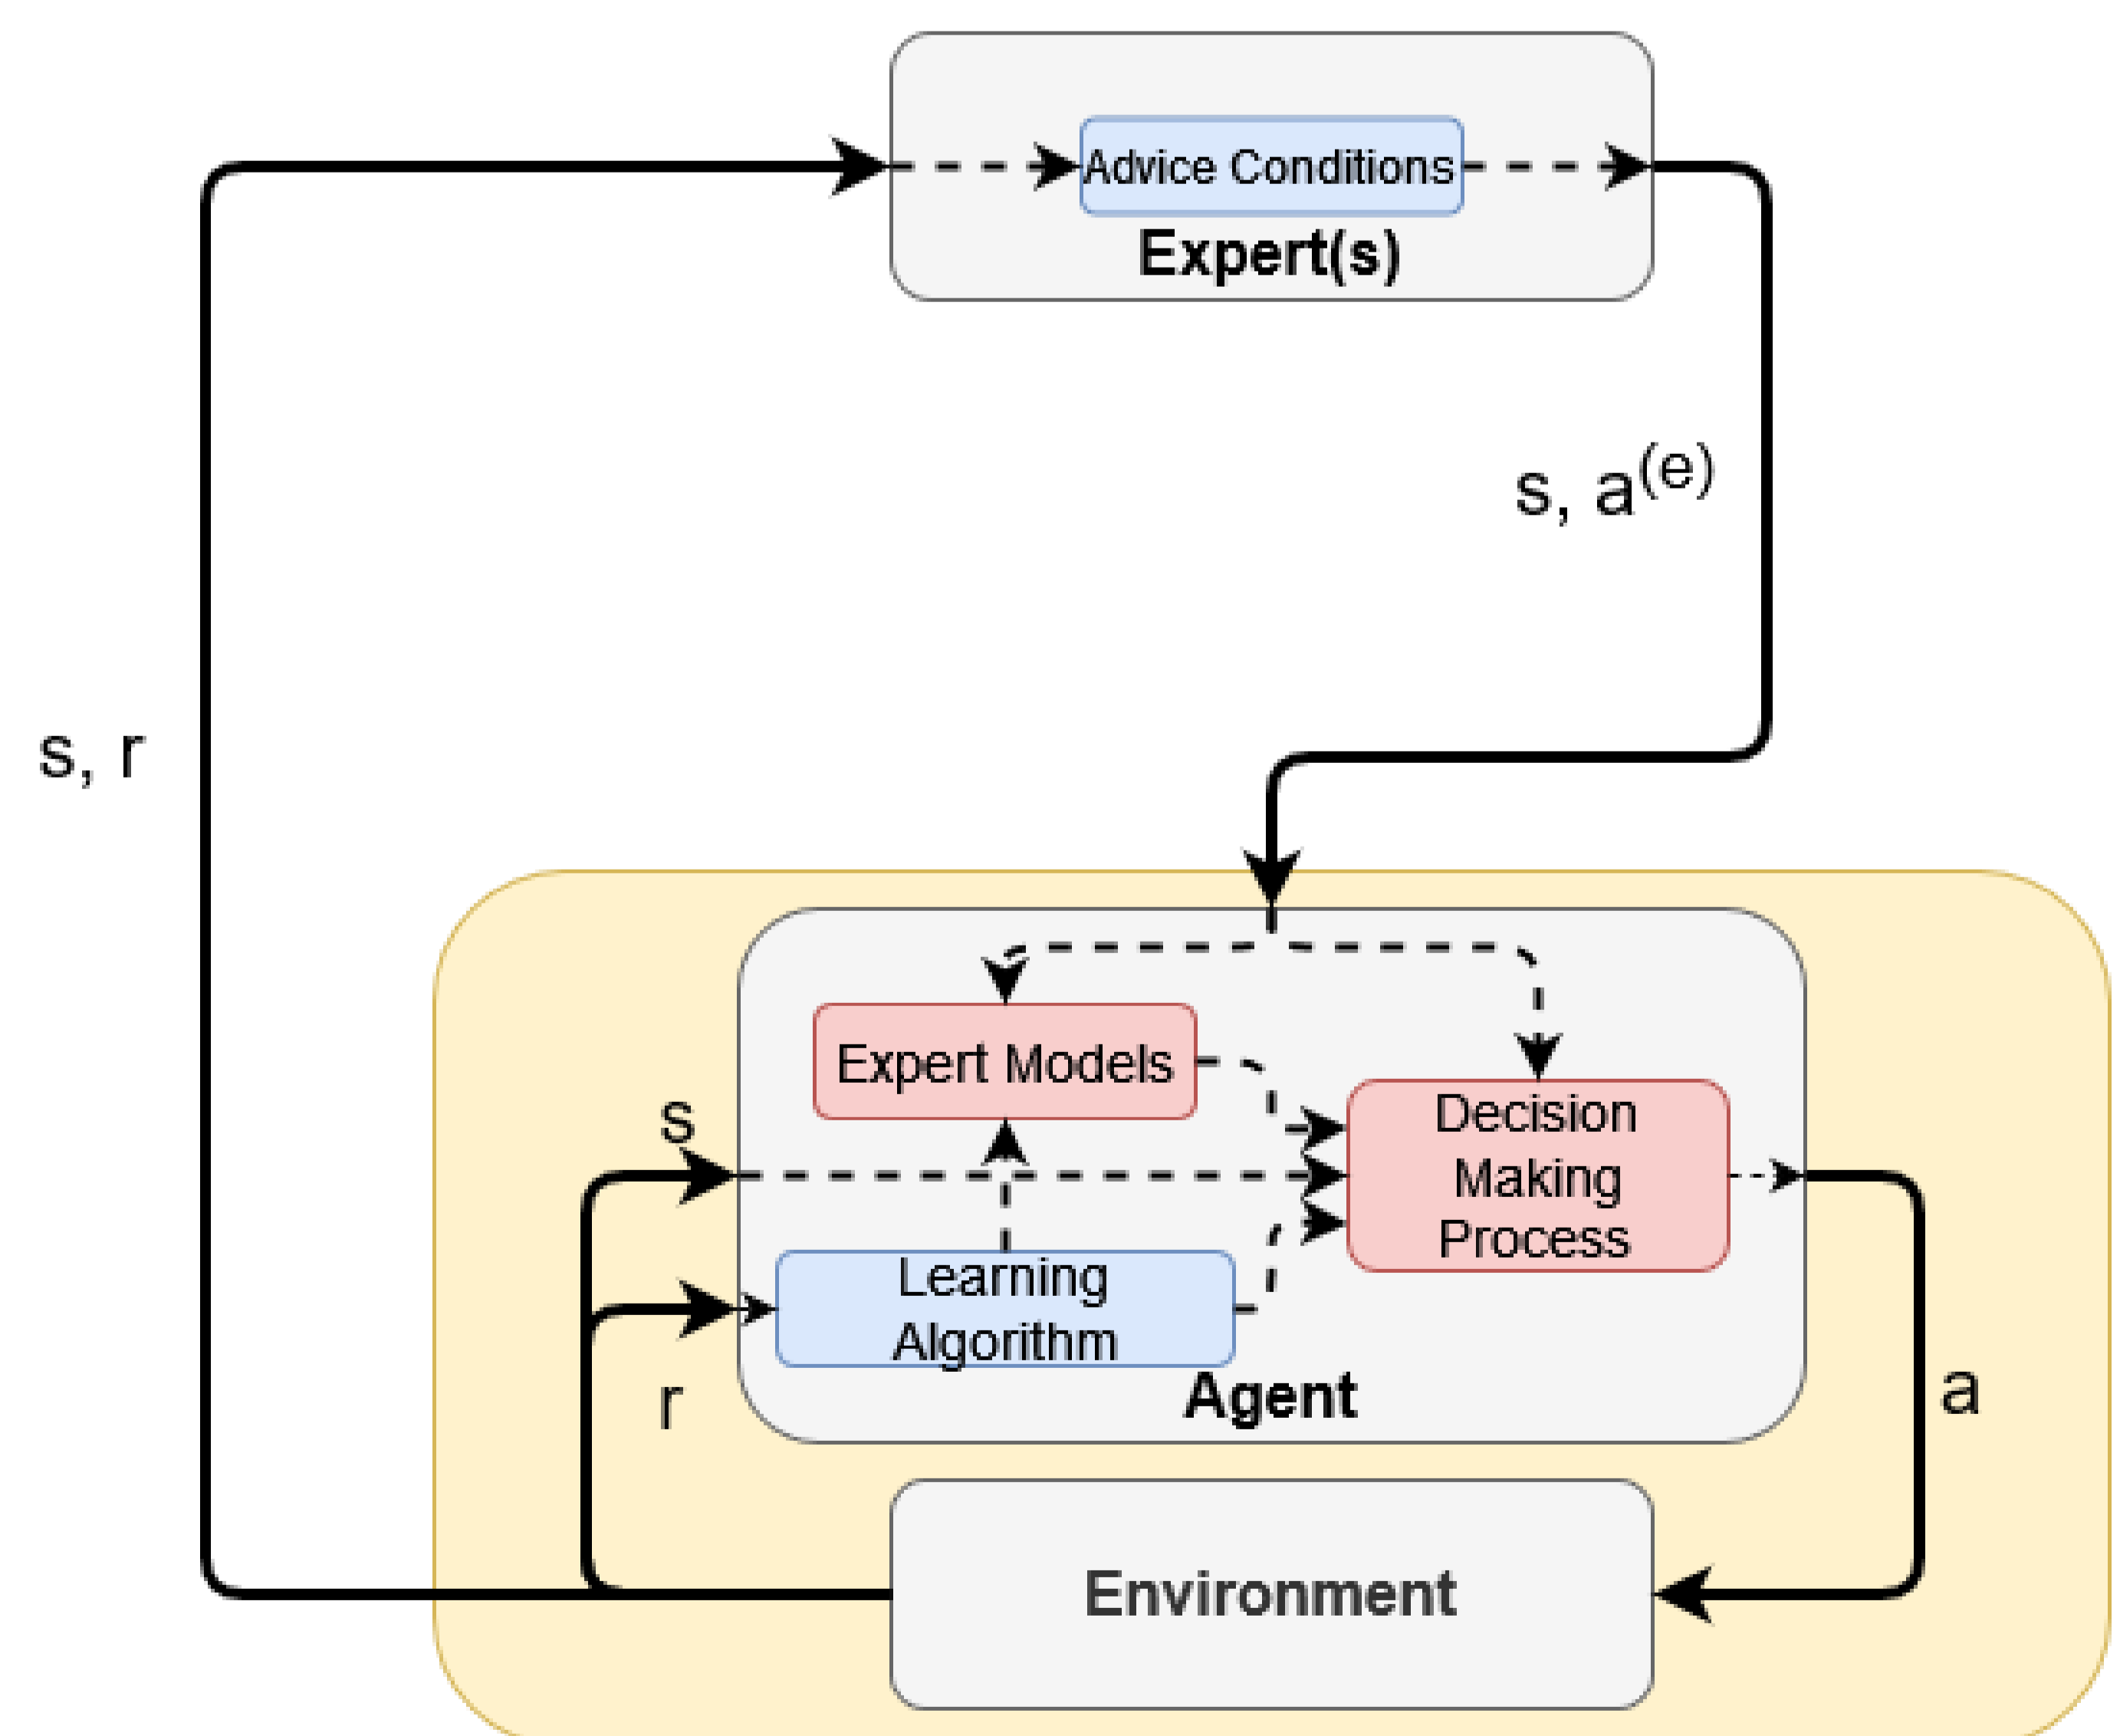 Advice Conditions
Expert(s)
s, a(e)
s, r
Expert Models
s
Decision
Making
Process
Learning
Algorithm
r
Agent
a
Environment